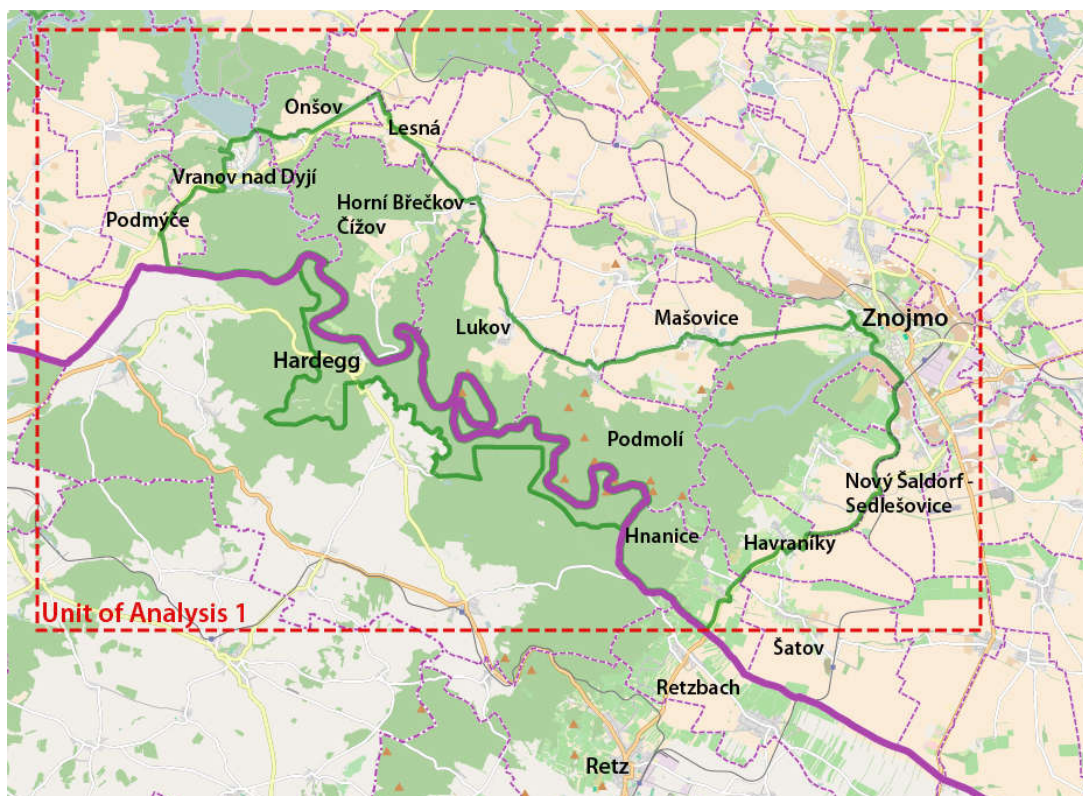 Onšov
Lesná
Vranov nad Dyjí
Horní Břečkov -
Čížov
Podmýče
Lukov
Mašovice
Znojmo
Hardegg
Podmolí
Nový Šaldorf -
Sedlešovice
Hnanice
Havraníky
Unit of Analysis 1
Šatov
Retzbach
Retz